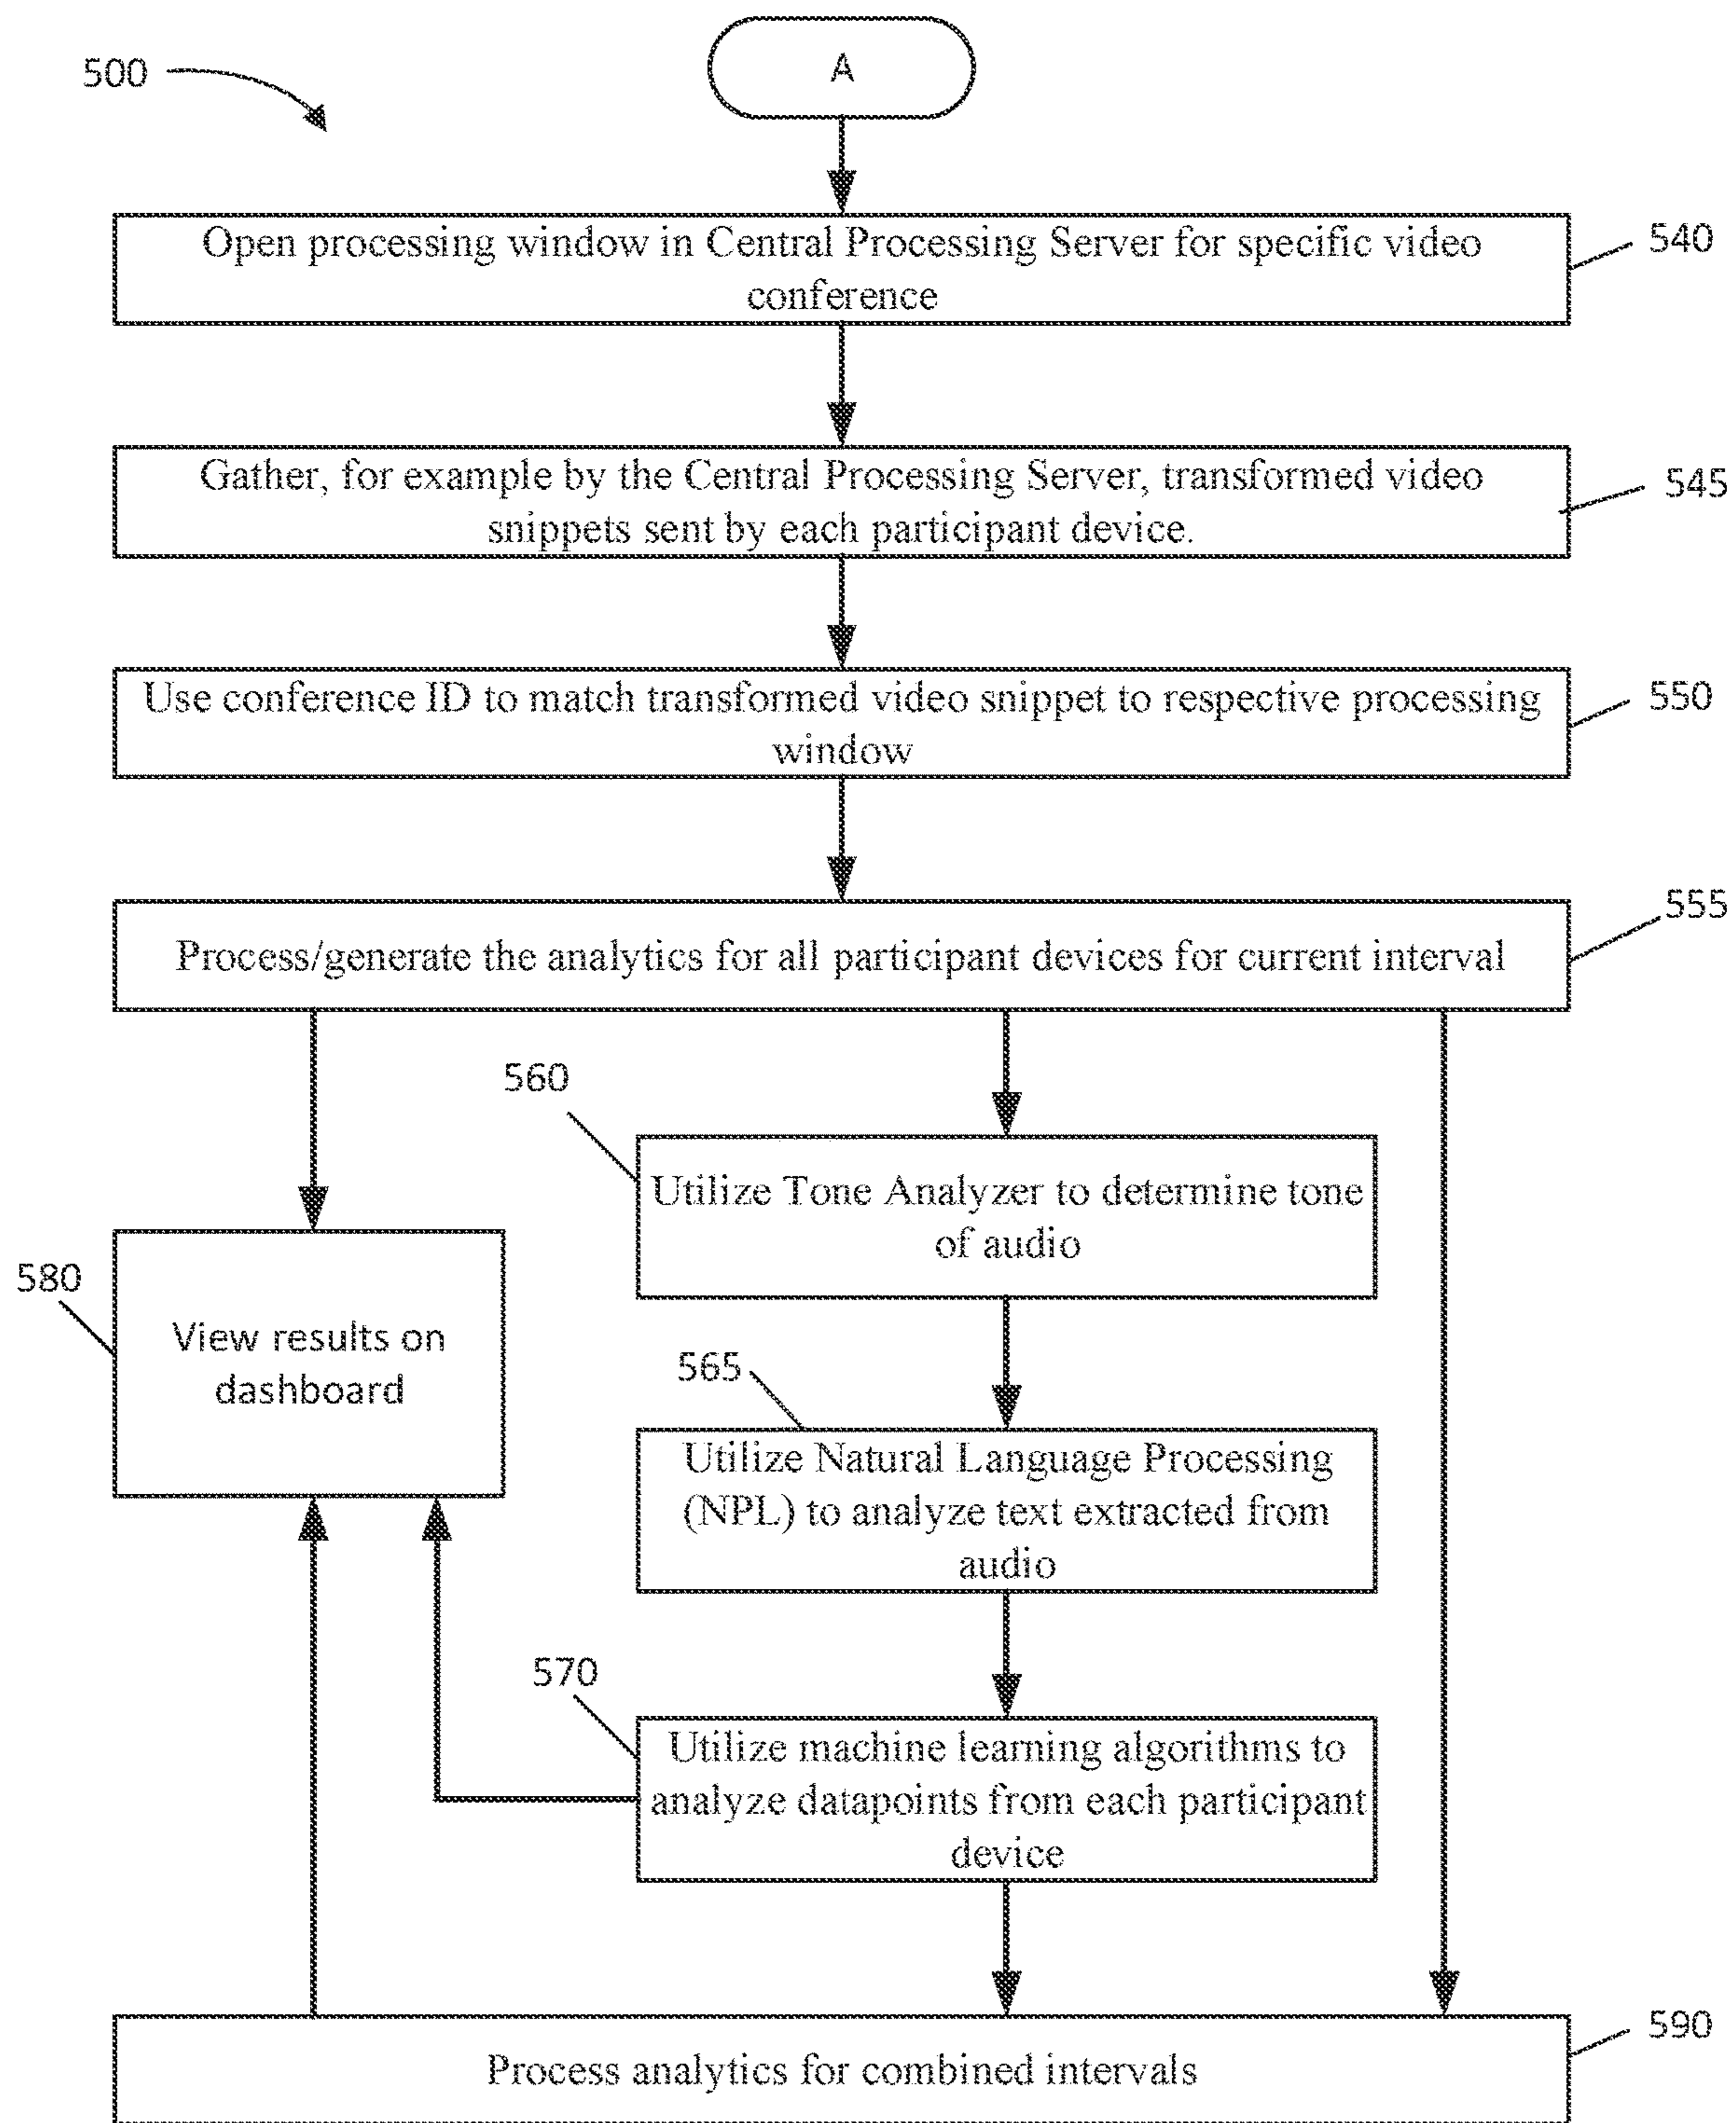 500
A
Open processing window in Central Processing Server for specific video
conference
540
Gather, for example by the Central Processing Server, transformed video
snippets sent by each participant device.
545
Use conference ID to match transformed video snippet to respective processing
window
550
Process/generate the analytics for all participant devices for current interval
555
560
Utilize Tone Analyzer to determine tone
of audio
580
View results on
dashboard
565
Utilize Natural Language Processing
(NPL) to analyze text extracted from
audio
570
Utilize machine learning algorithms to
analyze datapoints from each participant
device
Process analytics for combined intervals
590